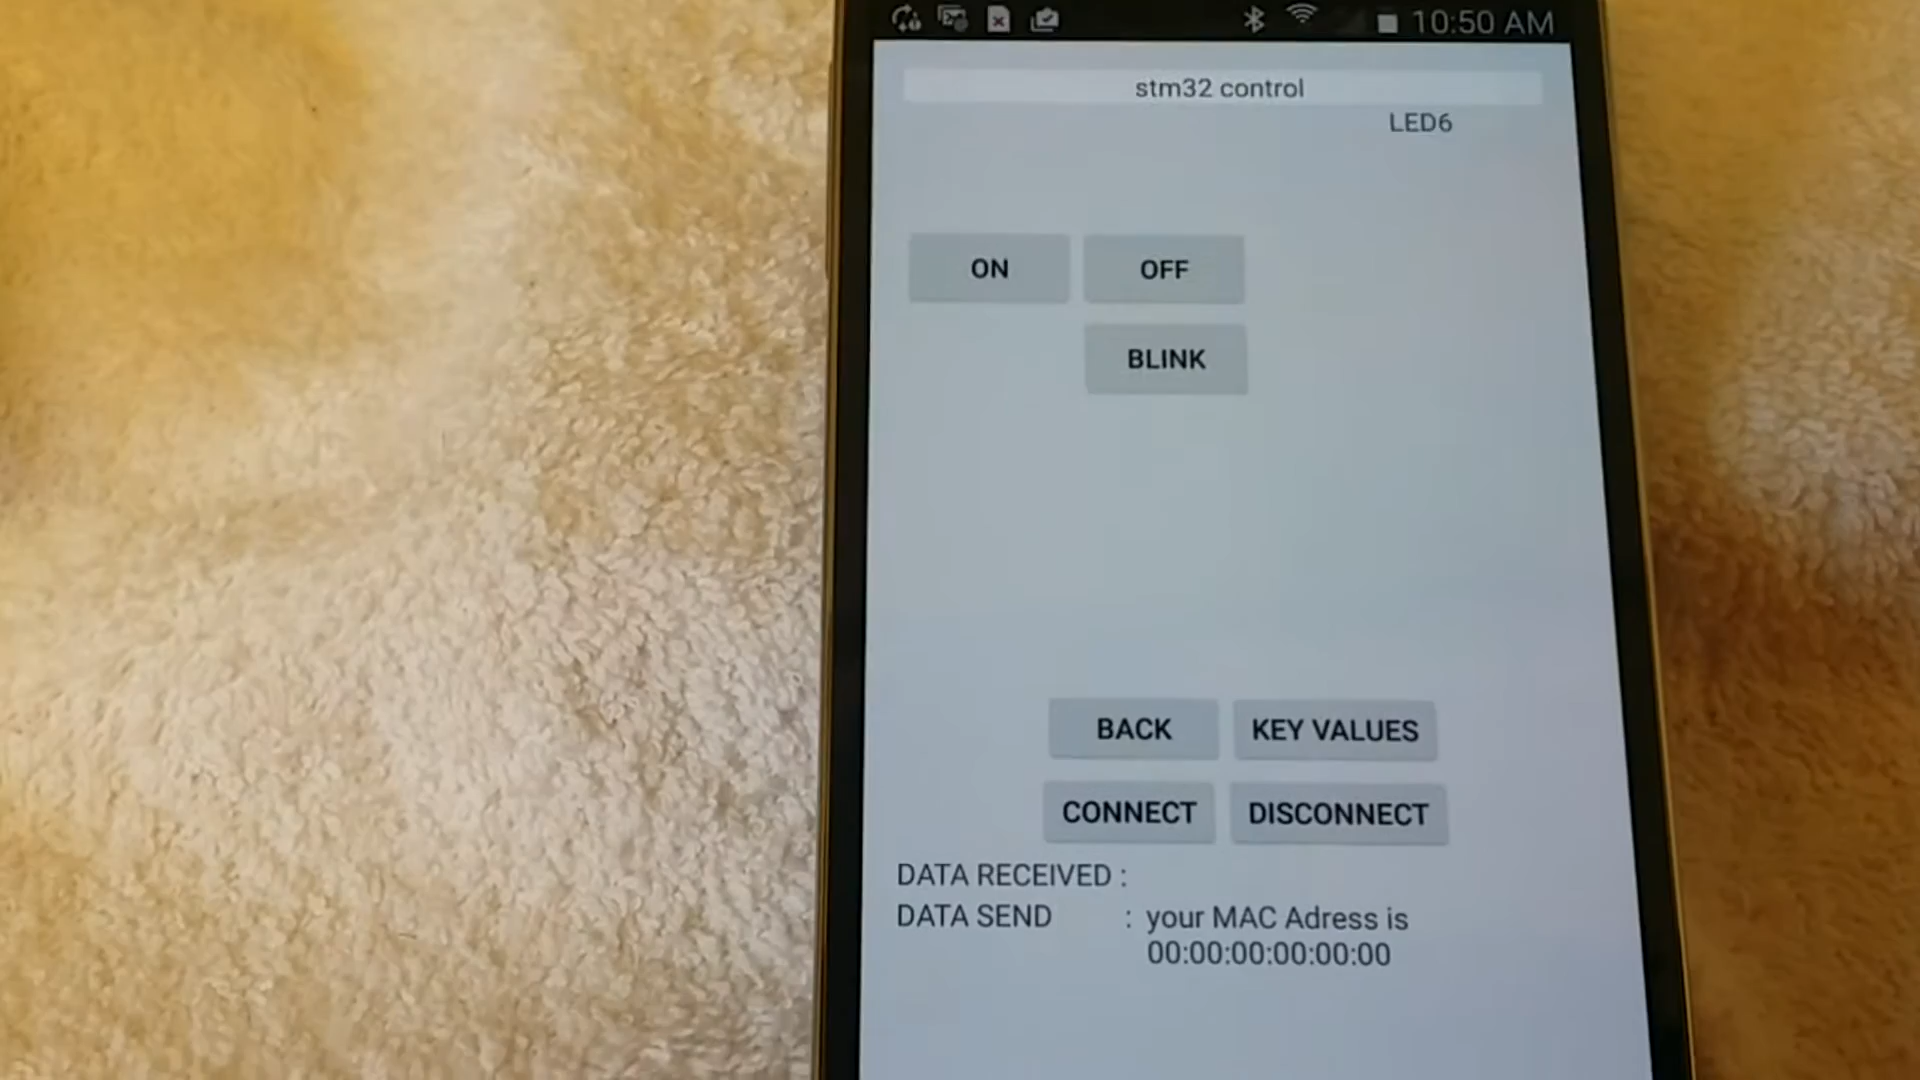 10:50 AM
stm32 control
LED6
ON OFF
BLINK
BACK KEY VALUES
CONNECT DISCONNECT
DATA RECEIVED :
DATA SEND : your MAC Adress is
00:00:00:00:00:00